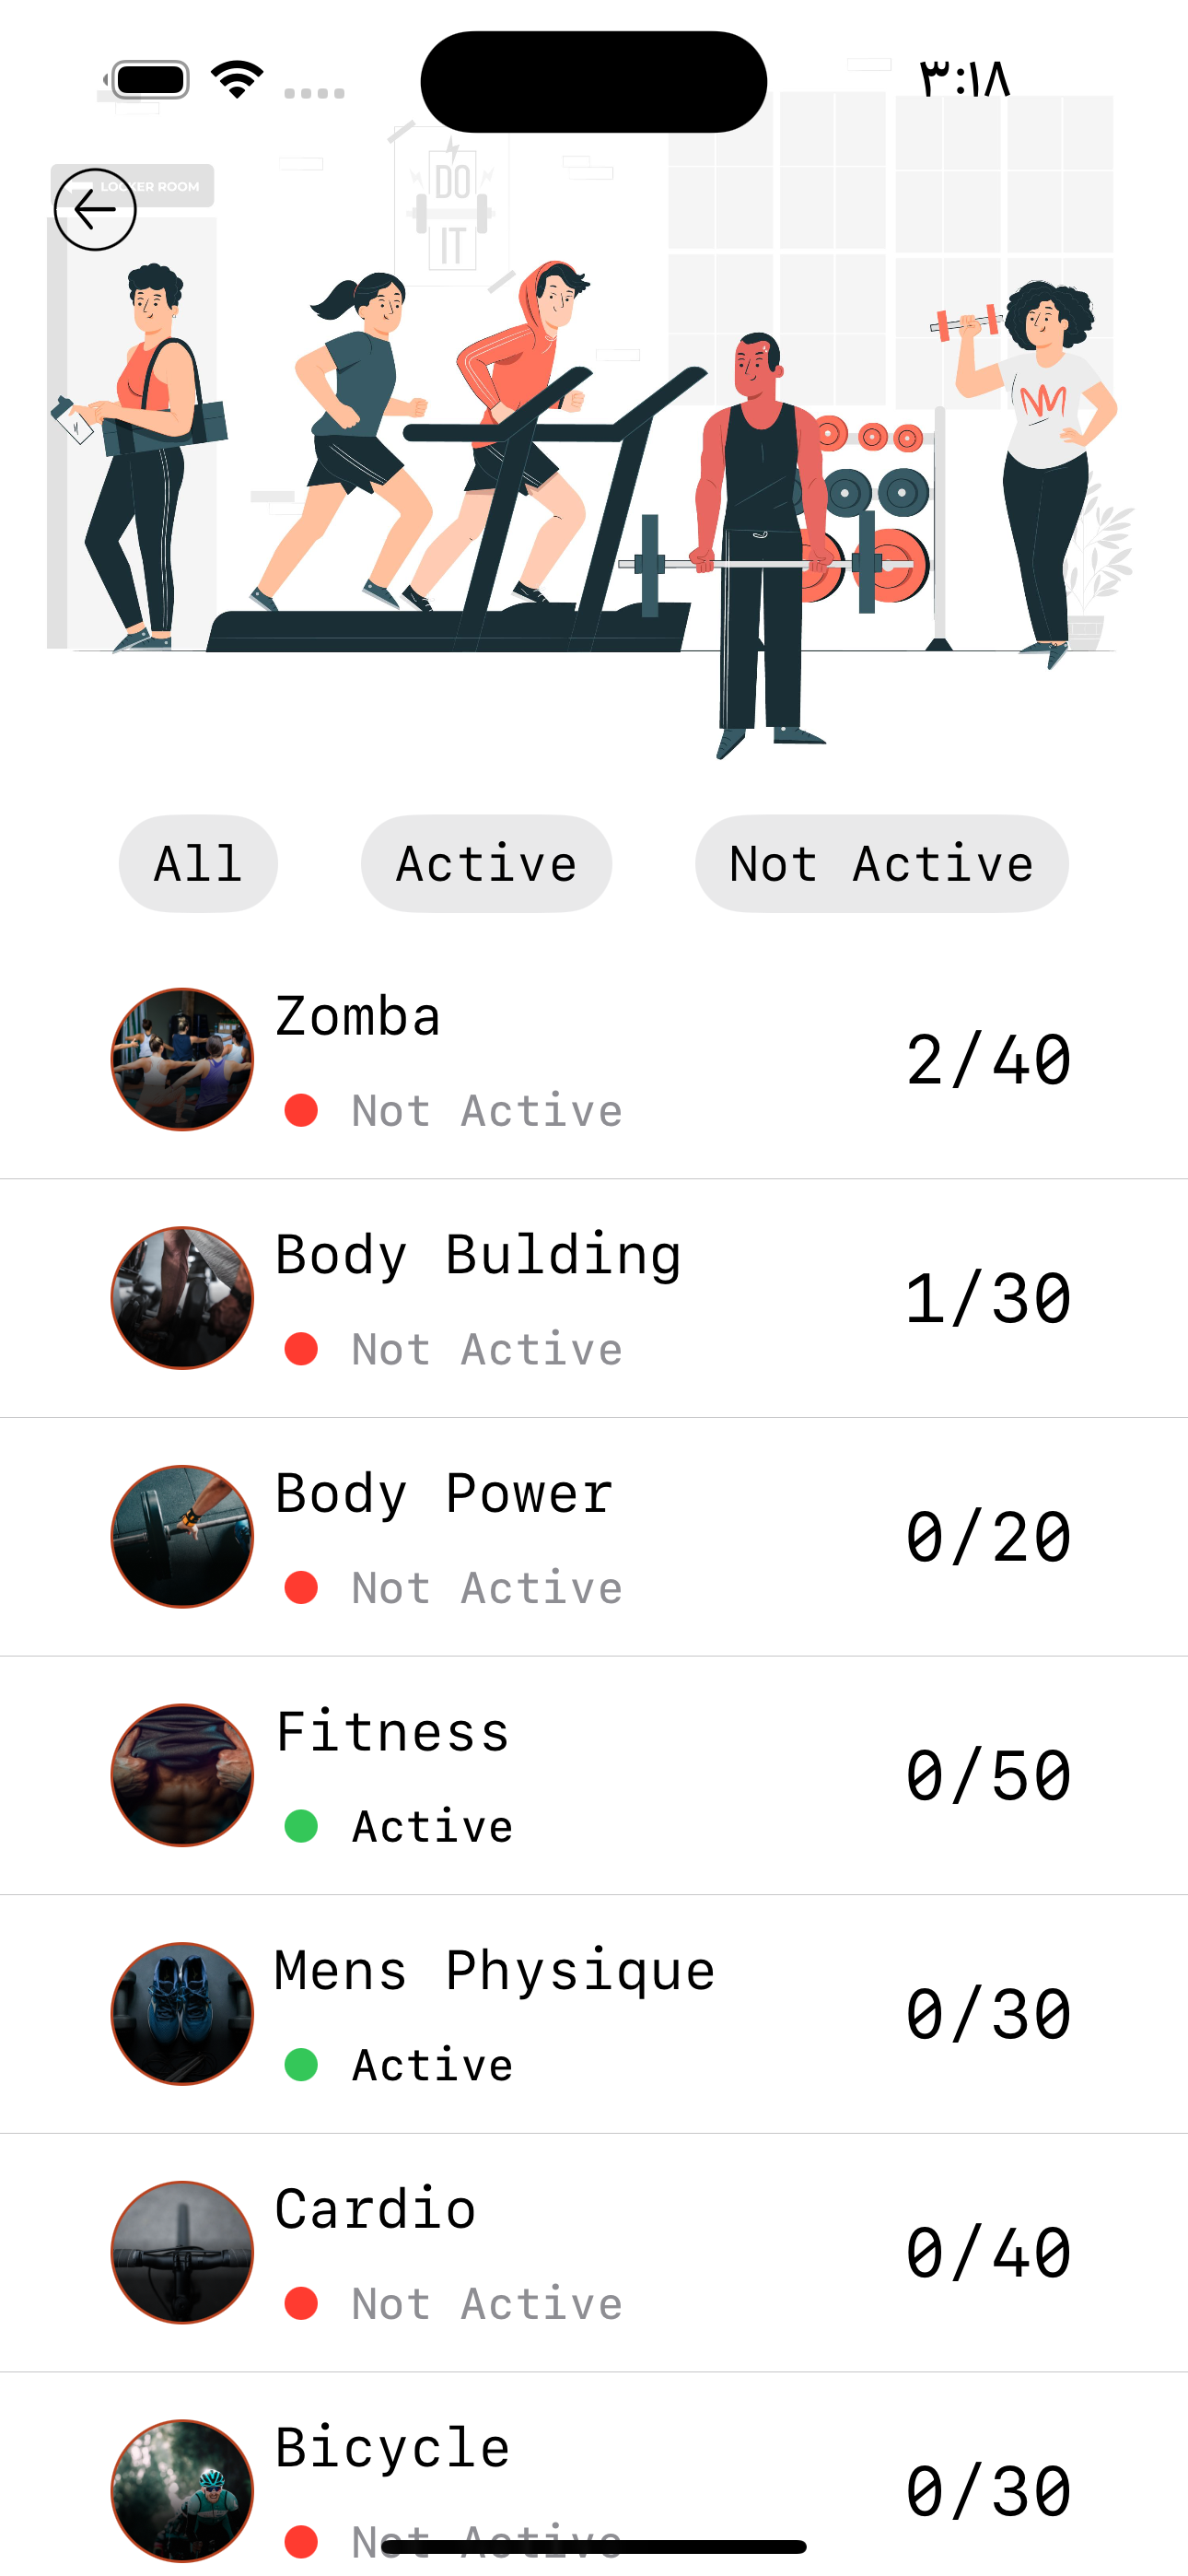 ٣:١٨
LOCKER ROOM
DO
IT
All Active Not Active
Zomba
2/40
Not Active
Body Bulding
1/30
Not Active
Body Power
0/20
Not Active
Fitness
0/50
Active
Mens Physique
0/30
Active
Cardio
0/40
Not Active
Bicycle
0/30
Not Active